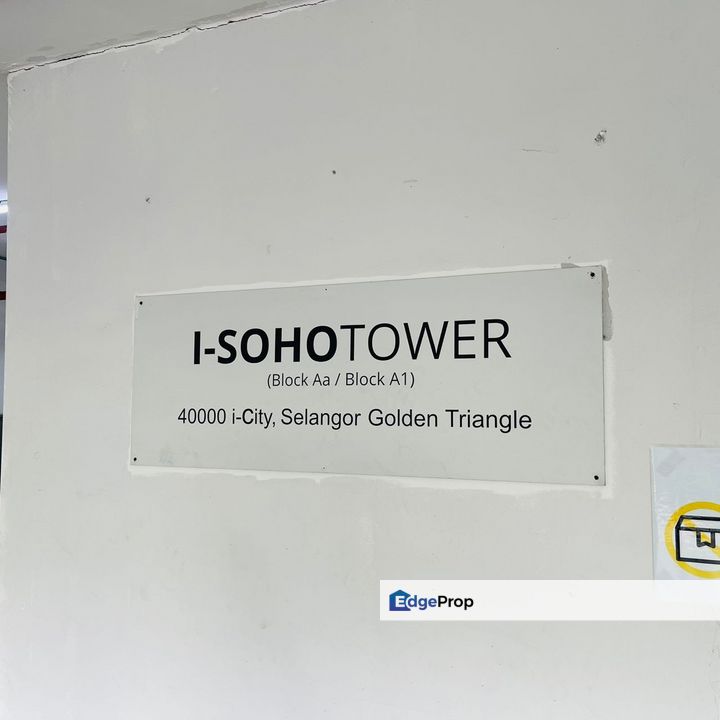 I-SOHOTOWER
(Block Aa / Block A1)
40000 i-City, Selangor Golden Triangle
EdgeProp